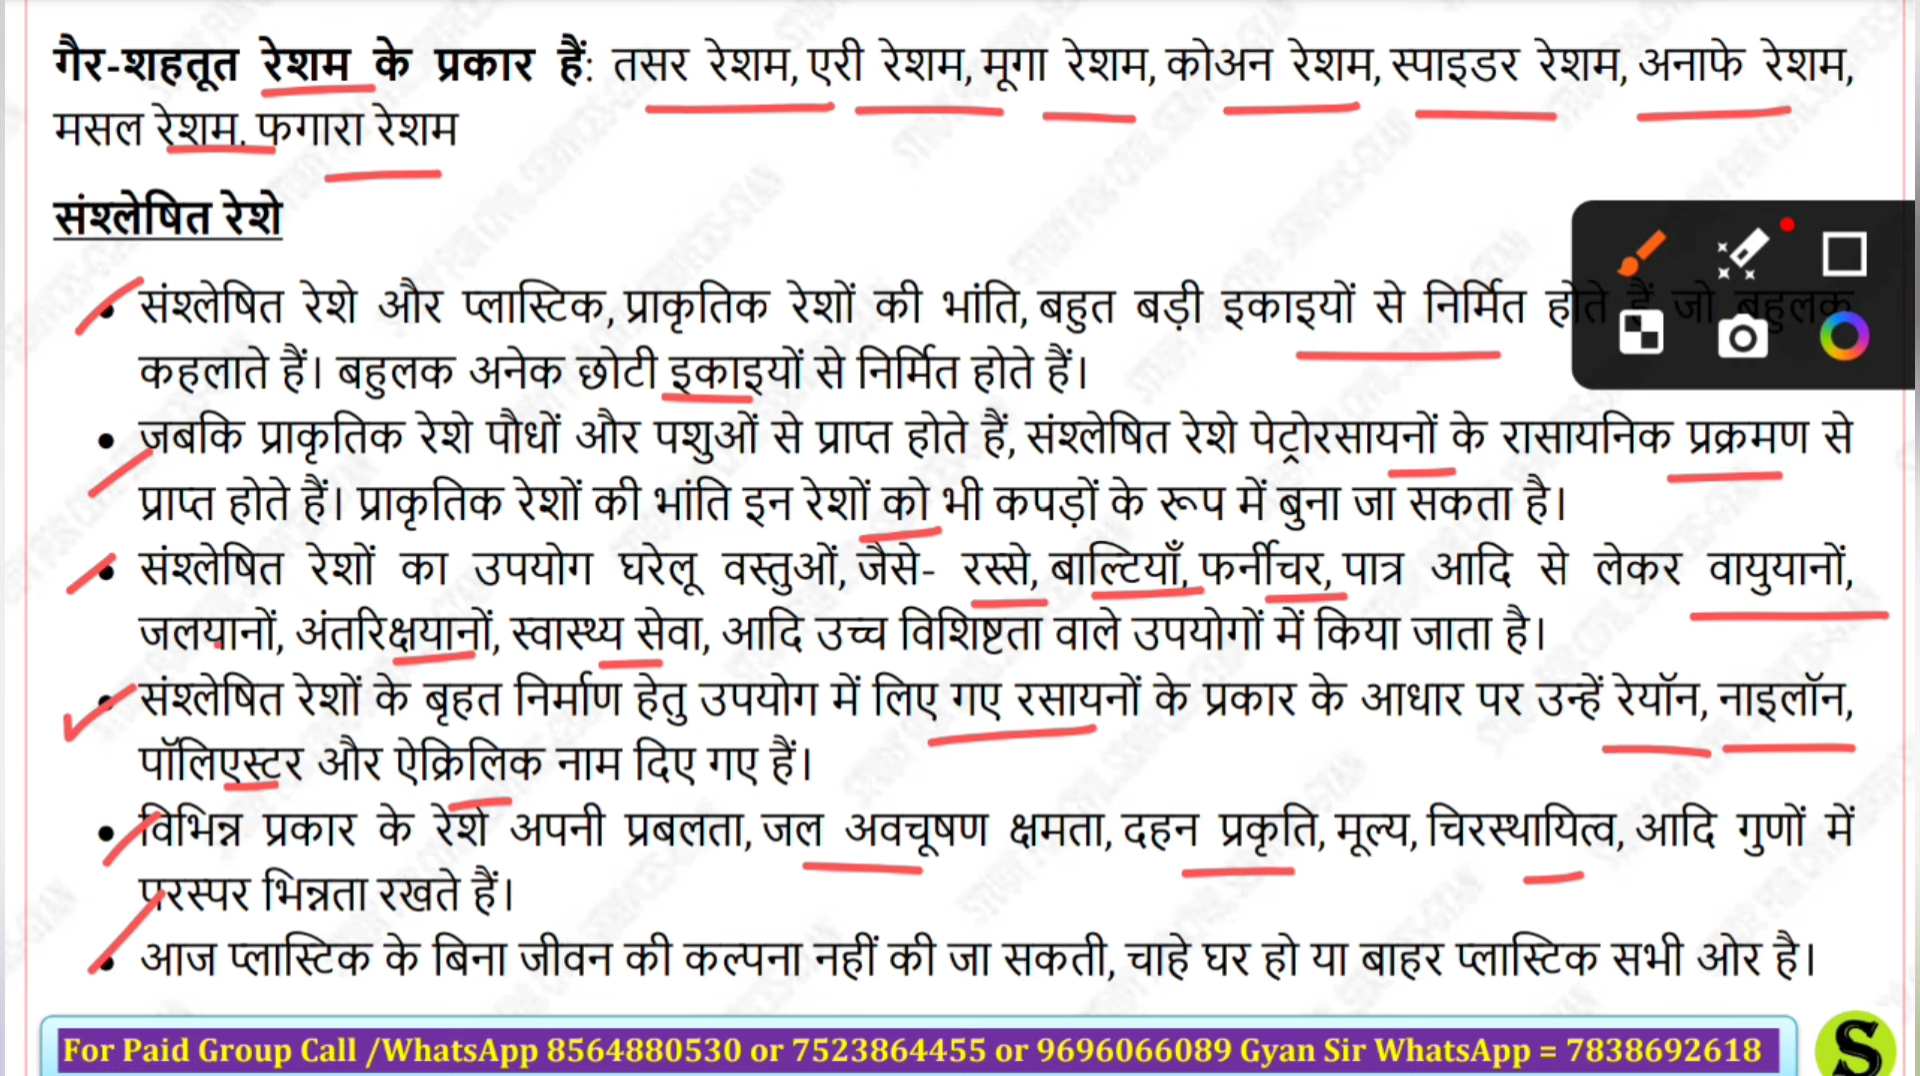 गैर-शहतूत रेशम के प्रकार हैं: तसर रेशम, एरी रेशम, मूगा रेशम, कोअन रेशम, स्पाइडर रेशम, अनाफे रेशम,
मसल रेशम. फगारा रेशम
संश्लेषित रेशे
• संश्लेषित रेशे और प्लास्टिक, प्राकृतिक रेशों की भांति, बहुत बड़ी इकाइयों से निर्मित होते हैं जो बहुलक
कहलाते हैं। बहुलक अनेक छोटी इकाइयों से निर्मित होते हैं।
• जबकि प्राकृतिक रेशे पौधों और पशुओं से प्राप्त होते हैं, संश्लेषित रेशे पेट्रोरसायनों के रासायनिक प्रक्रमण से
प्राप्त होते हैं। प्राकृतिक रेशों की भांति इन रेशों को भी कपड़ों के रूप में बुना जा सकता है।
• संश्लेषित रेशों का उपयोग घरेलू वस्तुओं, जैसे- रस्से, बाल्टियाँ, फर्नीचर, पात्र आदि से लेकर वायुयानों,
जलयानों, अंतरिक्षयानों, स्वास्थ्य सेवा, आदि उच्च विशिष्टता वाले उपयोगों में किया जाता है।
• संश्लेषित रेशों के बृहत निर्माण हेतु उपयोग में लिए गए रसायनों के प्रकार के आधार पर उन्हें रेयॉन, नाइलॉन,
पॉलिएस्टर और ऐक्रिलिक नाम दिए गए हैं।
• विभिन्न प्रकार के रेशे अपनी प्रबलता, जल अवचूषण क्षमता, दहन प्रकृति, मूल्य, चिरस्थायित्व, आदि गुणों में
परस्पर भिन्नता रखते हैं।
• आज प्लास्टिक के बिना जीवन की कल्पना नहीं की जा सकती, चाहे घर हो या बाहर प्लास्टिक सभी ओर है।
For Paid Group Call /WhatsApp 8564880530 or 7523864455 or 9696066089 Gyan Sir WhatsApp = 7838692618
S